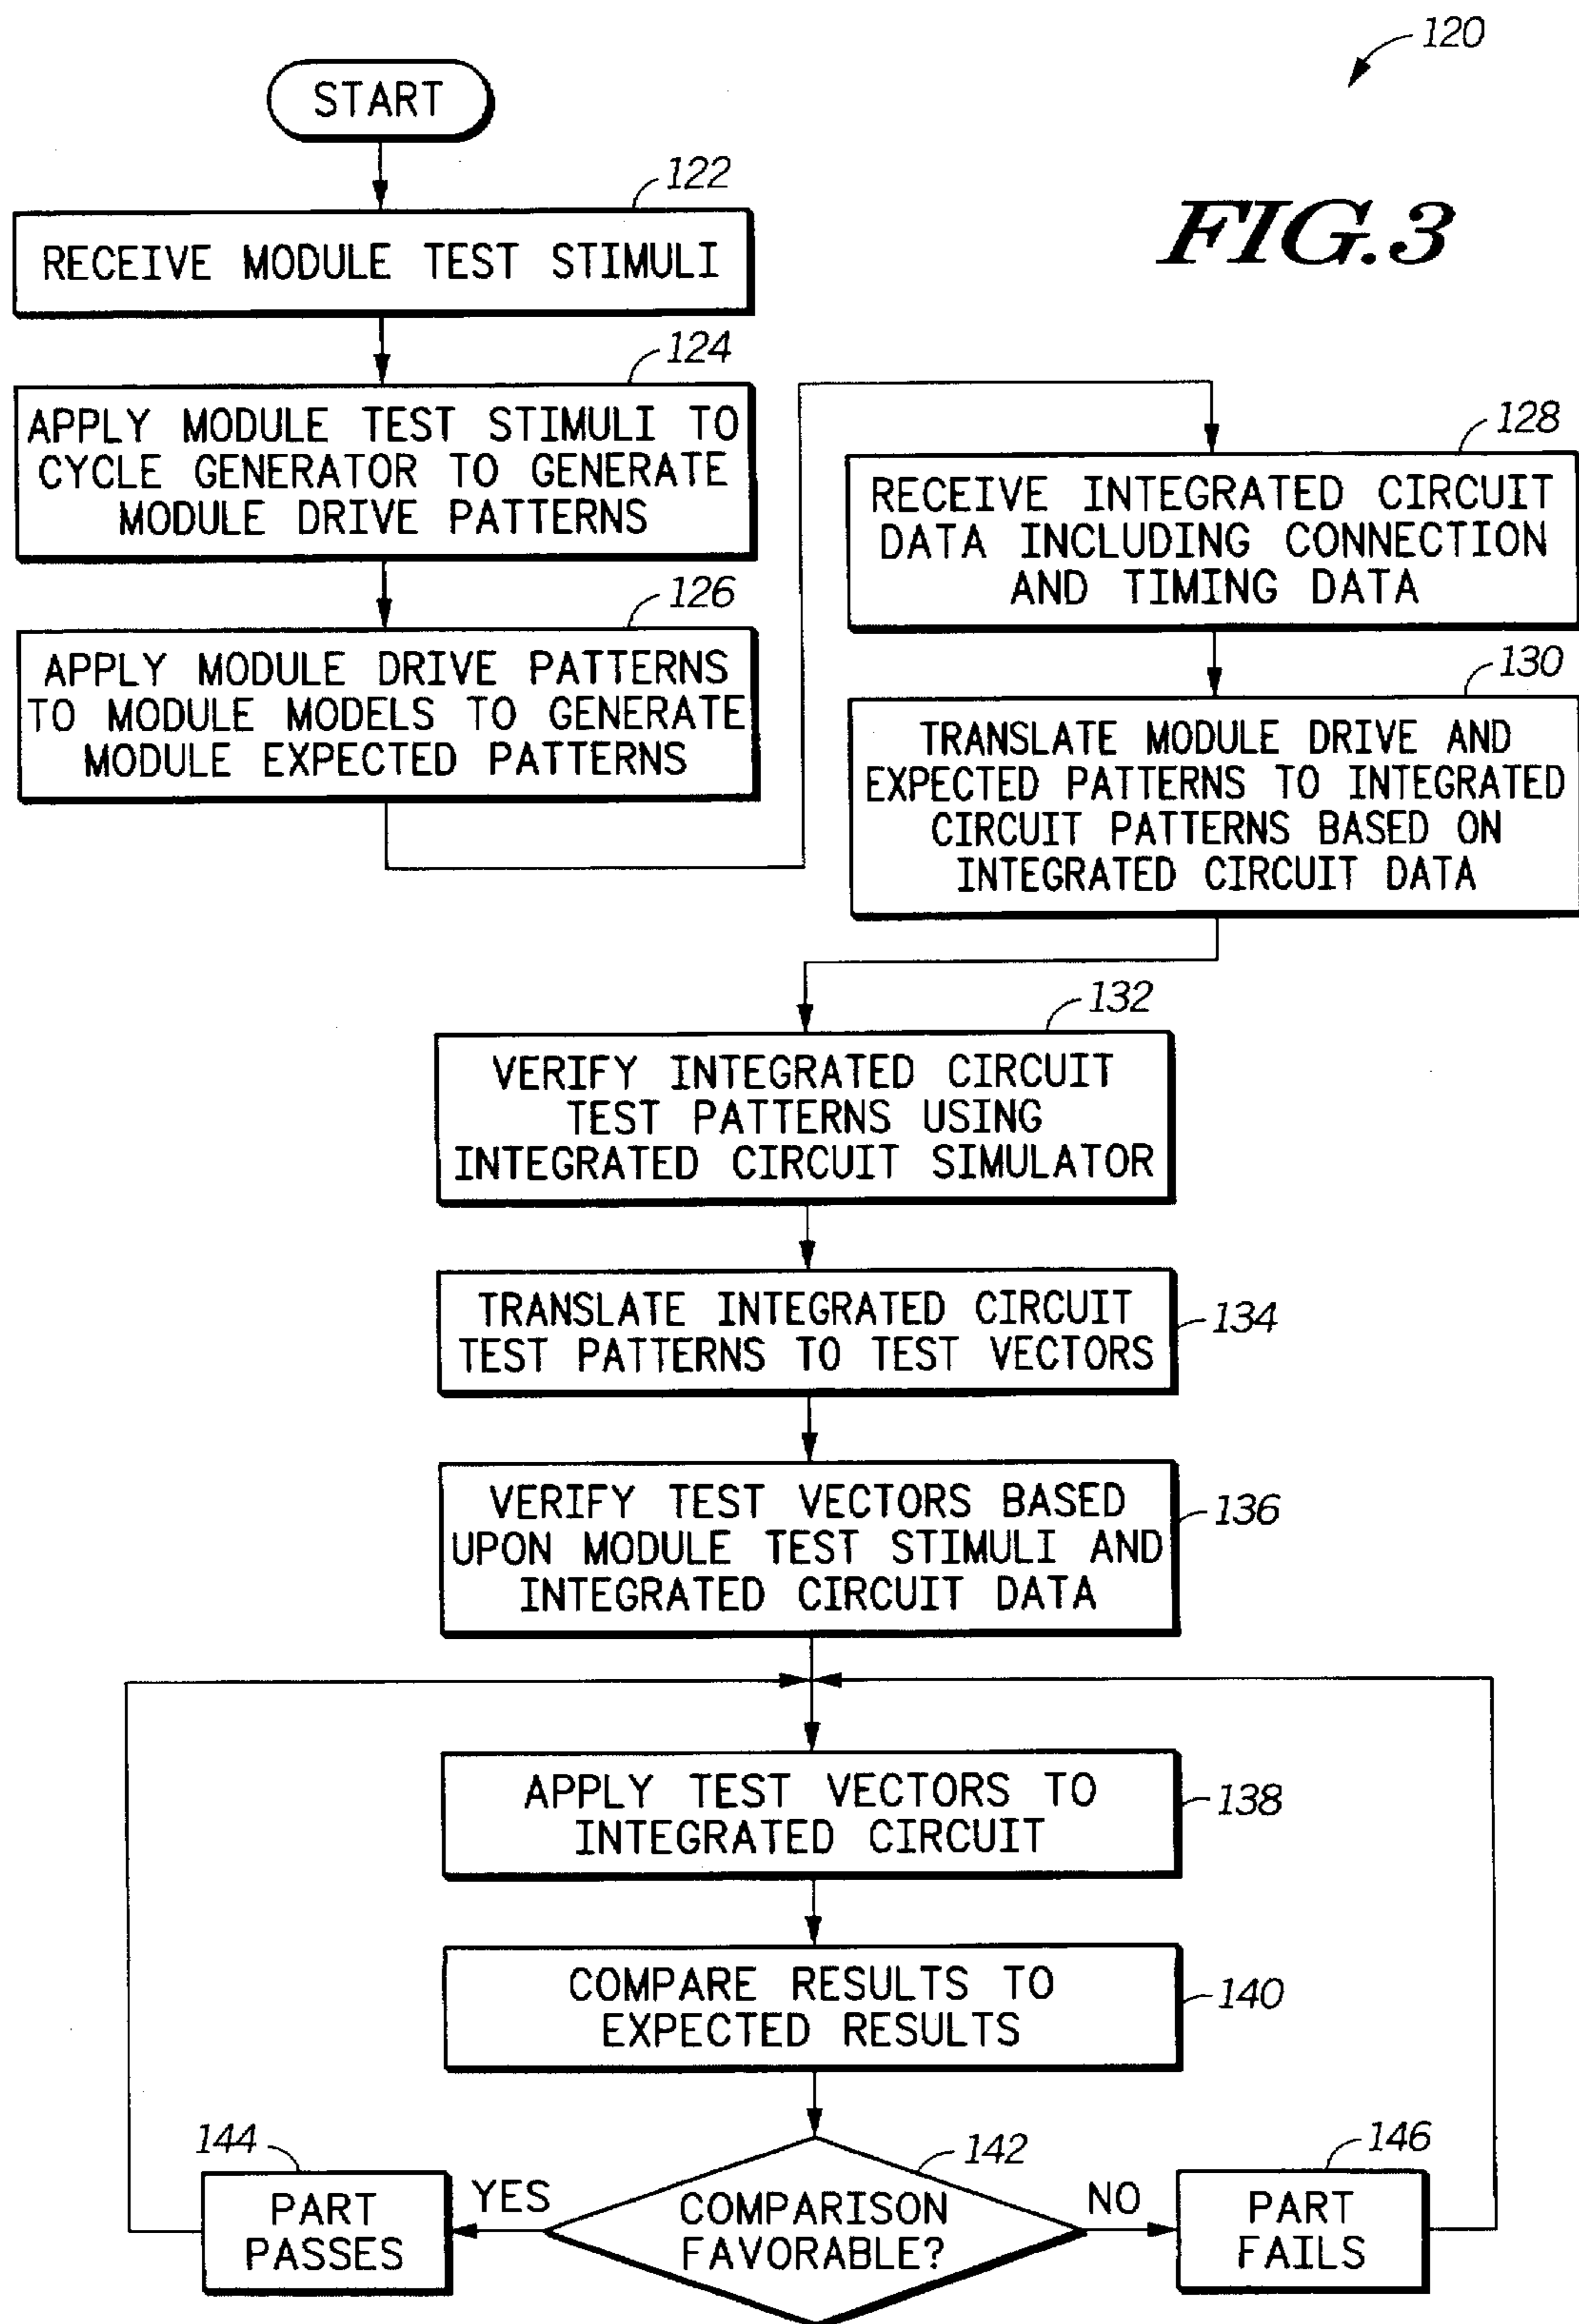 120
START
FIG.3
122
RECEIVE MODULE TEST STIMULI
124
APPLY MODULE TEST STIMULI TO
CYCLE GENERATOR TO GENERATE
MODULE DRIVE PATTERNS
126
APPLY MODULE DRIVE PATTERNS
TO MODULE MODELS TO GENERATE
MODULE EXPECTED PATTERNS
128
RECEIVE INTEGRATED CIRCUIT
DATA INCLUDING CONNECTION
AND TIMING DATA
130
TRANSLATE MODULE DRIVE AND
EXPECTED PATTERNS TO INTEGRATED
CIRCUIT PATTERNS BASED ON
INTEGRATED CIRCUIT DATA
132
VERIFY INTEGRATED CIRCUIT
TEST PATTERNS USING
INTEGRATED CIRCUIT SIMULATOR
TRANSLATE INTEGRATED CIRCUIT
TEST PATTERNS TO TEST VECTORS
134
VERIFY TEST VECTORS BASED
UPON MODULE TEST STIMULI AND
INTEGRATED CIRCUIT DATA
136
APPLY TEST VECTORS TO
INTEGRATED CIRCUIT
138
COMPARE RESULTS TO
EXPECTED RESULTS
140
144
PART
PASSES
YES
142
COMPARISON
FAVORABLE?
NO
146
PART
FAILS